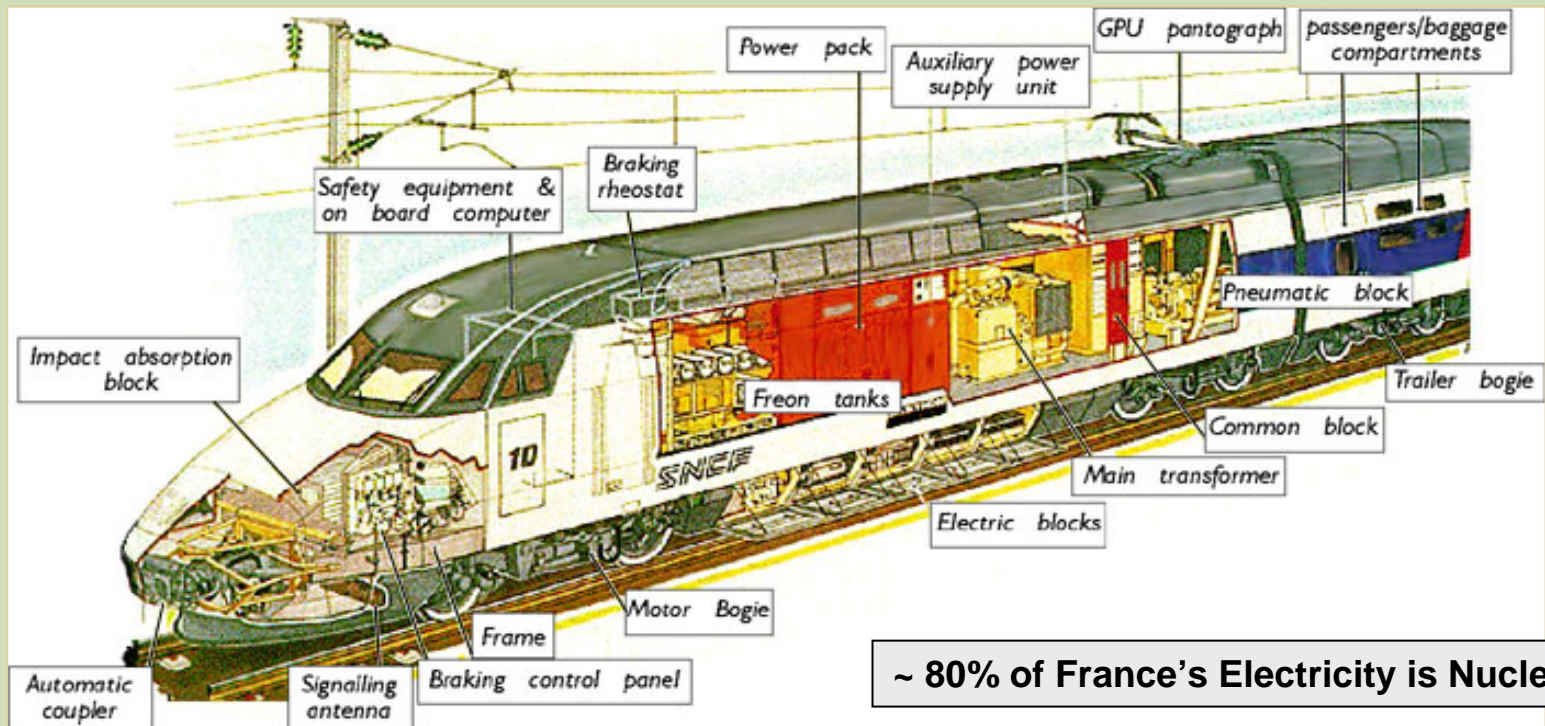 GPU pantograph
passengers/baggage
compartments
Power pack
Auxiliary power
supply unit
Braking
rheostat
Safety equipment &
on board computer
Pneumatic block
Impact absorption
block
Trailer bogie
Freon tanks
Common block
10
SNCF
Main transformer
Electric blocks
Motor Bogie
Frame
Automatic
coupler
Signailing
antenna
Braking control panel
~ 80% of France's Electricity is